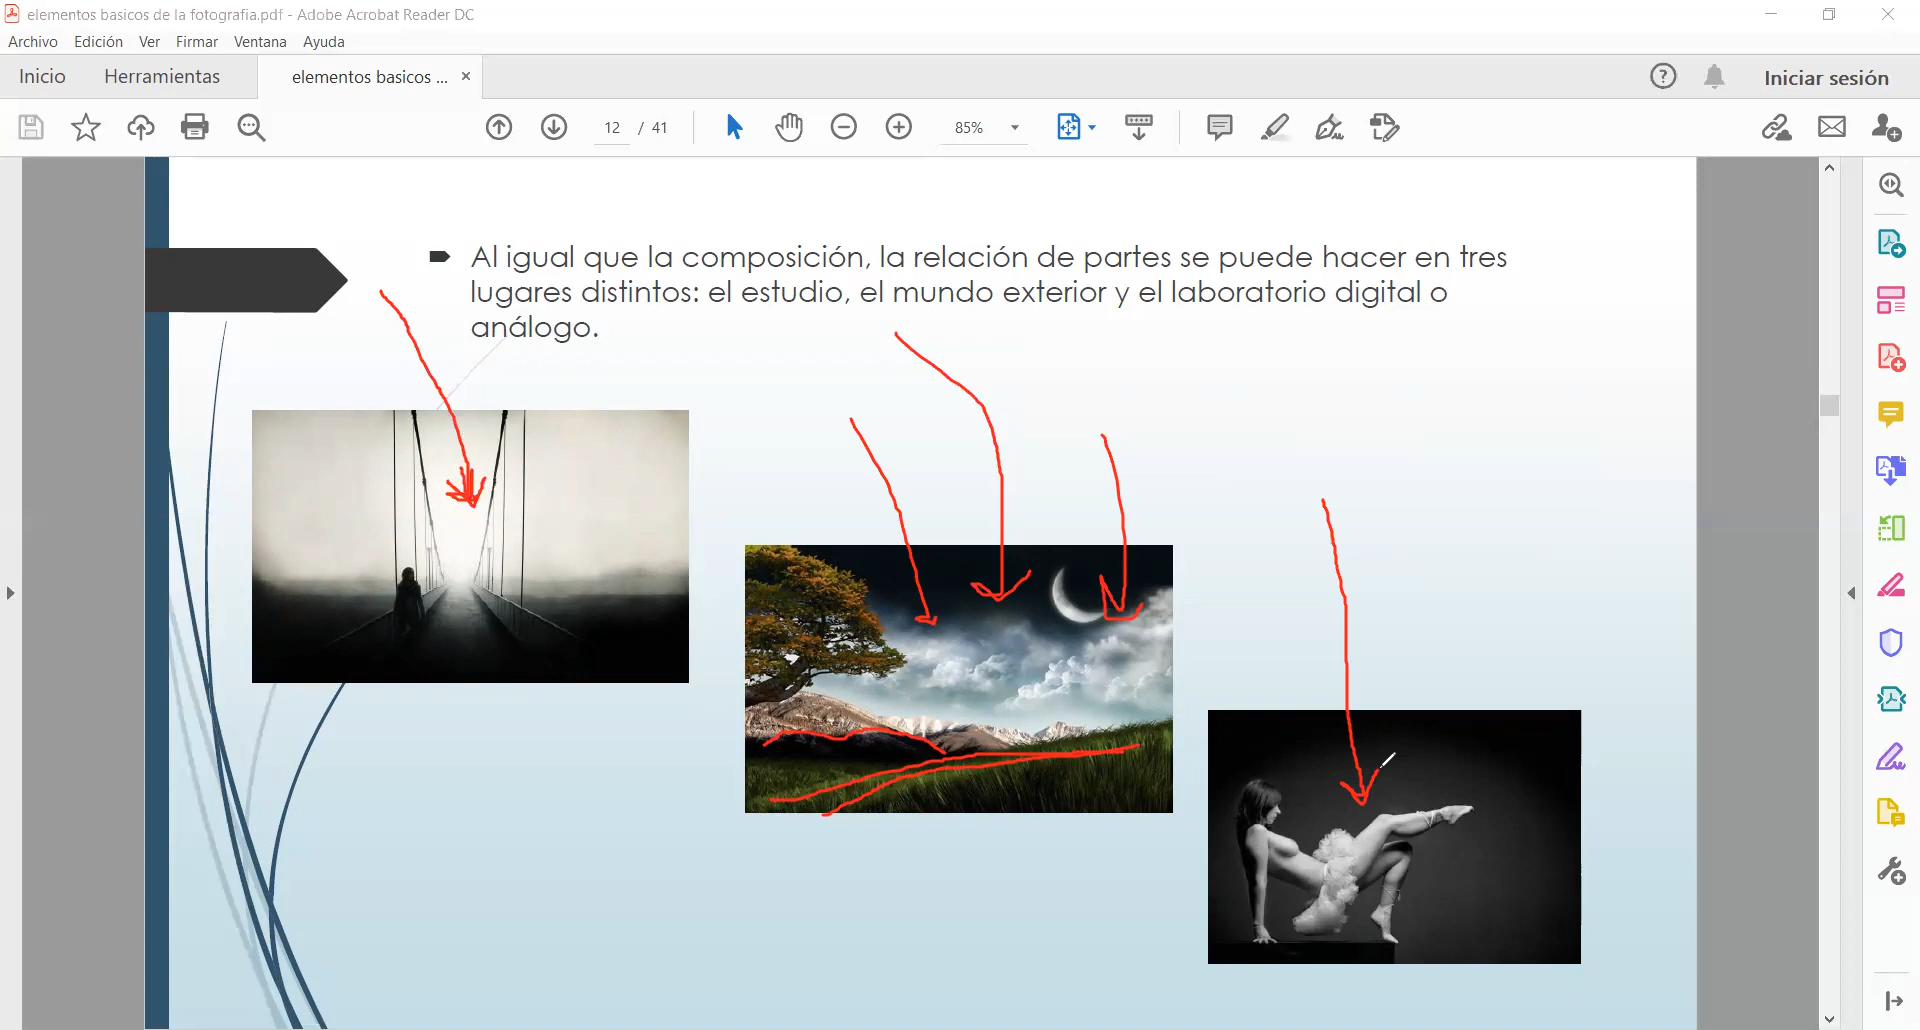 elementos basicos de la fotografia.pdf - Adobe Acrobat Reader DC
Archivo Edición Ver Firmar Ventana Ayuda
Inicio Herramientas elementos basicos ... Iniciar sesión
12 / 41 85%
Al igual que la composición, la relación de partes se puede hacer en tres
lugares distintos: el estudio, el mundo exterior y el laboratorio digital o
análogo.